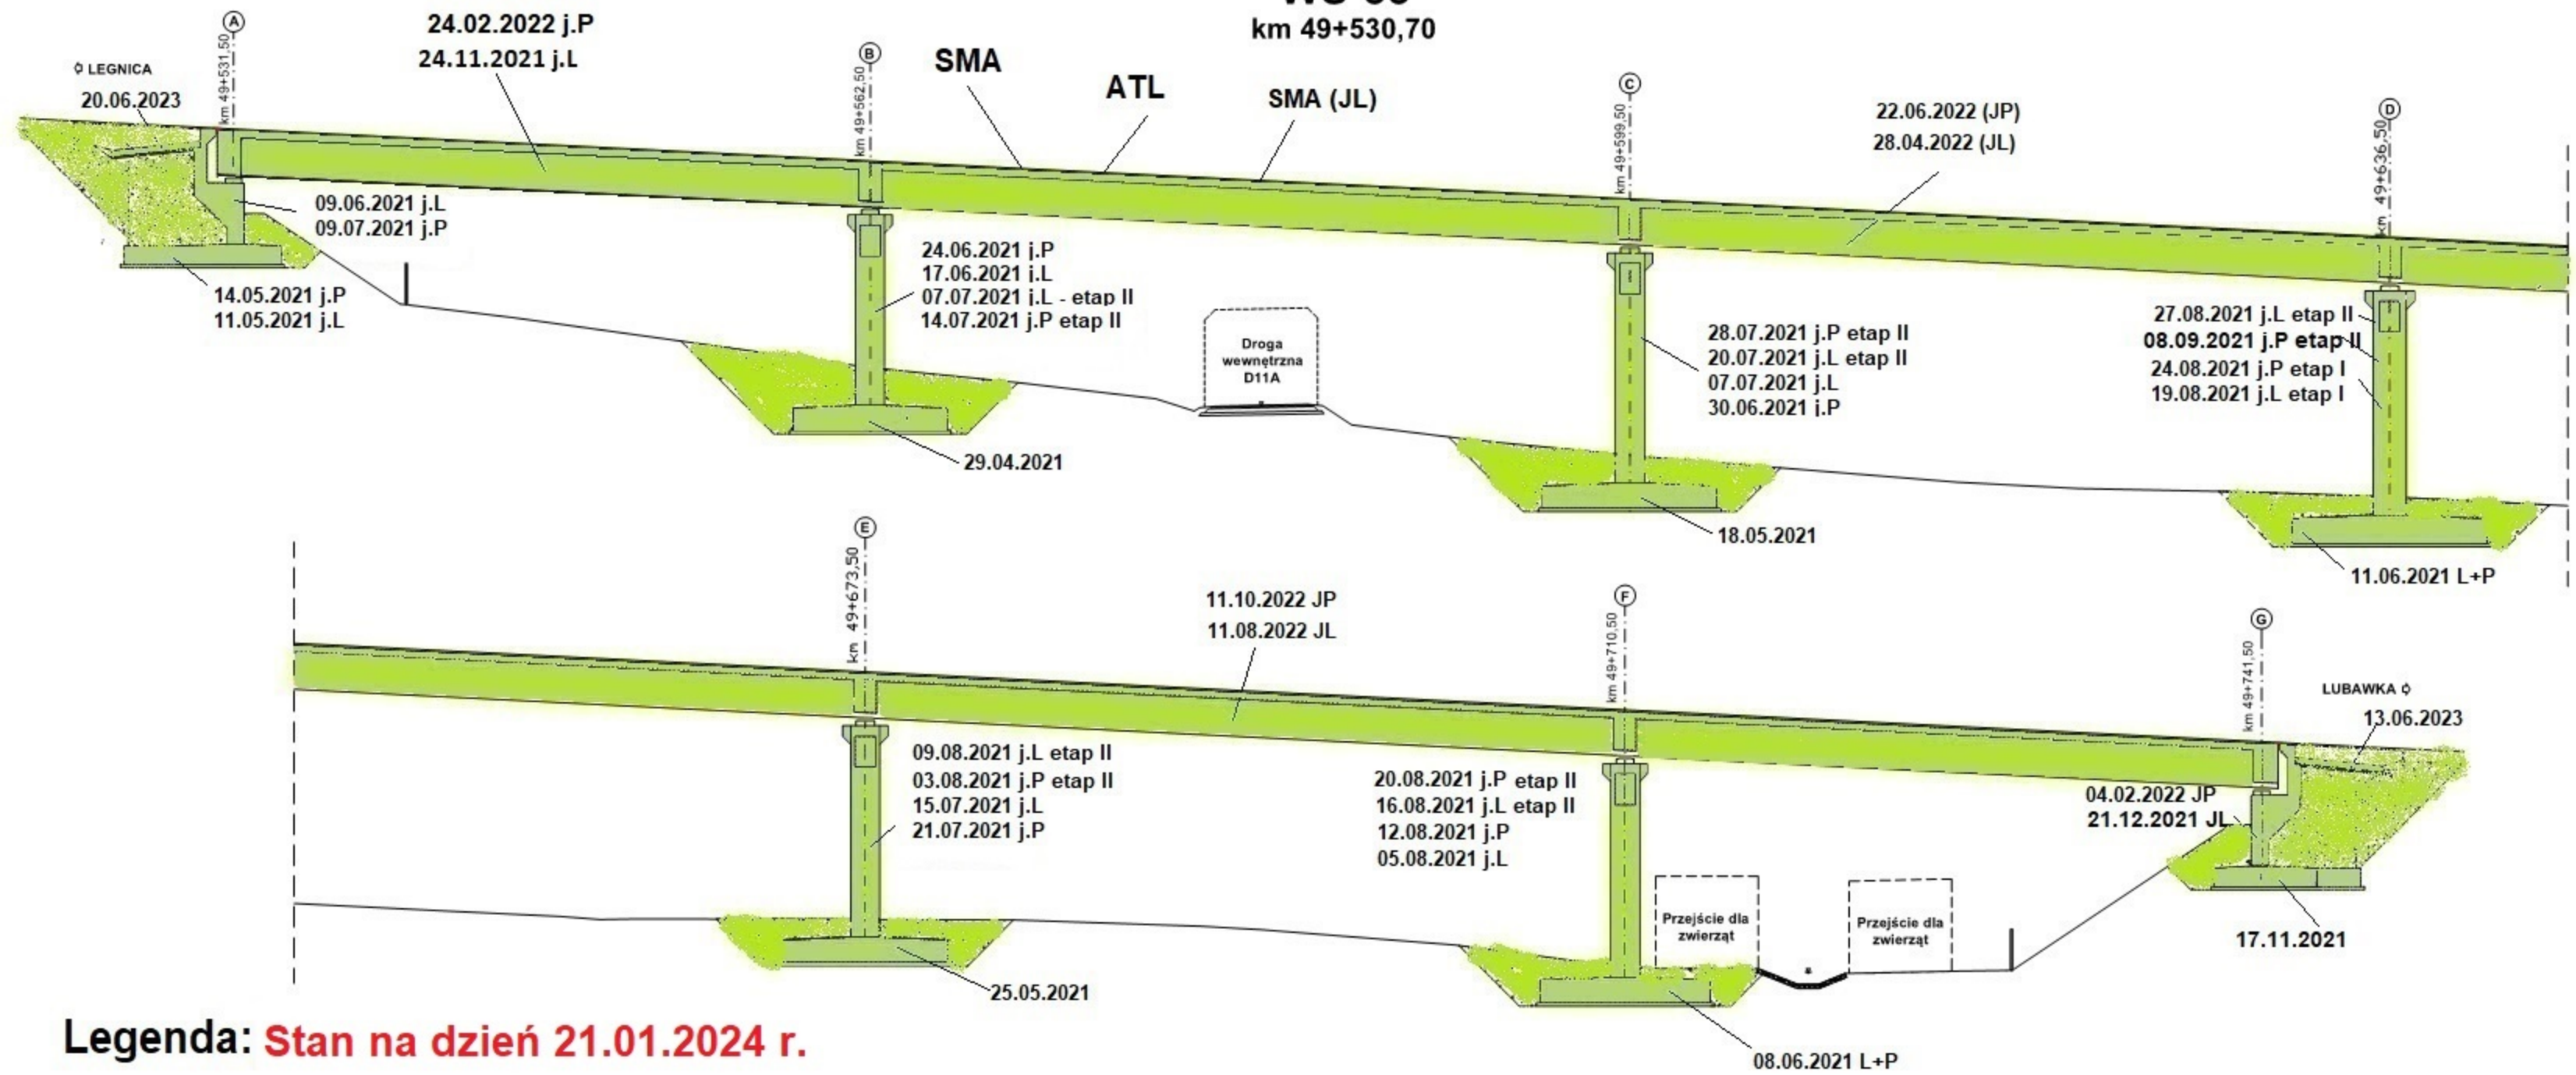 km 49+530,70
A
km 49+531,50
LEGNICA
20.06.2023
24.02.2022 j.P
24.11.2021 j.L
B
km 49+562,50
SMA
ATL
SMA (JL)
C
km 49+599,50
22.06.2022 (JP)
28.04.2022 (JL)
D
km 49+636,50
09.06.2021 j.L
09.07.2021 j.P
14.05.2021 j.P
11.05.2021 j.L
24.06.2021 j.P
17.06.2021 j.L
07.07.2021 j.L - etap II
14.07.2021 j.P etap II
29.04.2021
Droga
wewnętrzna
D11A
28.07.2021 j.P etap II
20.07.2021 j.L etap II
07.07.2021 j.L
30.06.2021 j.P
18.05.2021
27.08.2021 j.L etap II
08.09.2021 j.P etap II
24.08.2021 j.P etap I
19.08.2021 j.L etap I
11.06.2021 L+P
E
km 49+673,50
11.10.2022 JP
11.08.2022 JL
F
km 49+710,50
G
km 49+741,50
LUBAWKA
13.06.2023
09.08.2021 j.L etap II
03.08.2021 j.P etap II
15.07.2021 j.L
21.07.2021 j.P
25.05.2021
20.08.2021 j.P etap II
16.08.2021 j.L etap II
12.08.2021 j.P
05.08.2021 j.L
Przejście dla
zwierząt
Przejście dla
zwierząt
04.02.2022 JP
21.12.2021 JL
17.11.2021
08.06.2021 L+P
Legenda: Stan na dzień 21.01.2024 r.